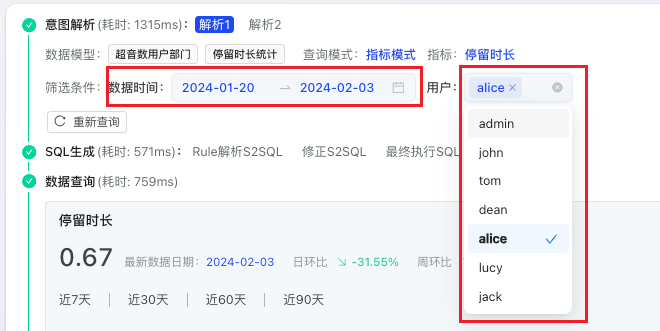 意图解析(耗时: 1315ms): 解析1 解析2
数据模型: 超音数用户部门 停留时长统计 查询模式: 指标模式 指标: 停留时长
筛选条件: 数据时间: 2024-01-20 → 2024-02-03 用户: alice ×
重新查询
admin
SQL生成(耗时: 571ms): Rule解析S2SQL 修正S2SQL 最终执行SQL
john
tom
数据查询(耗时: 759ms)
dean
停留时长
alice
0.67 最新数据日期: 2024-02-03 日环比 ↘ -31.55% 周环比
lucy
近7天 近30天 近60天 近90天
jack